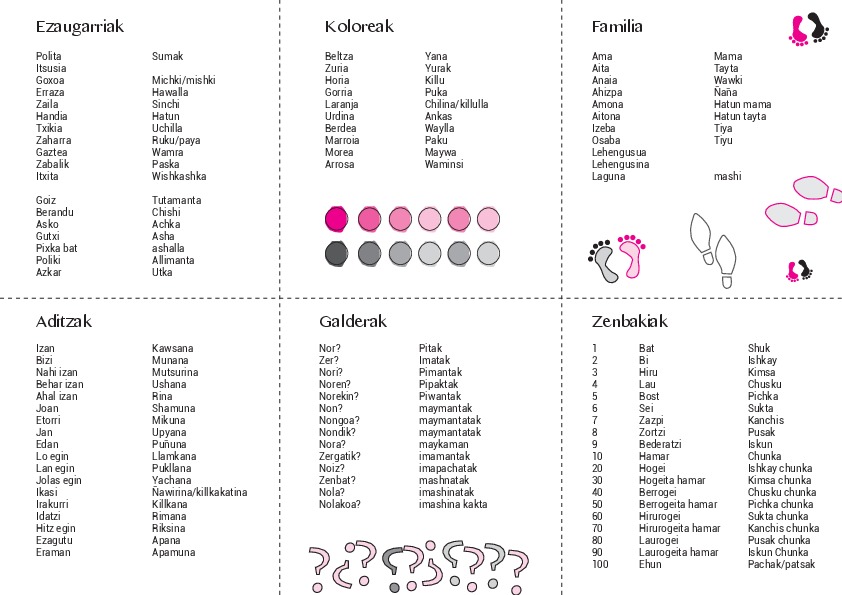 Ezaugarriak
Polita Sumak
Itsusia
Goxoa Michki/mishki
Erraza Hawalla
Zaila Sinchi
Handia Hatun
Txikia Uchilla
Zaharra Ruku/paya
Gaztea Wamra
Zabalik Paska
Itxita Wishkashka
Goiz Tutamanta
Berandu Chishi
Asko Achka
Gutxi Asha
Pixka bat ashalla
Poliki Allimanta
Azkar Utka
Koloreak
Beltza Yana
Zuria Yurak
Horia Killu
Gorria Puka
Laranja Chilina/killulla
Urdina Ankas
Berdea Waylla
Marroia Paku
Morea Maywa
Arrosa Waminsi
Familia
Ama Mama
Aita Tayta
Anaia Wawki
Ahizpa Ñaña
Amona Hatun mama
Aitona Hatun tayta
Izeba Tiya
Osaba Tiyu
Lehengusua
Lehengusina
Laguna mashi
Aditzak
Izan Kawsana
Bizi Munana
Nahi izan Mutsurina
Behar izan Ushana
Ahal izan Rina
Joan Shamuna
Etorri Mikuna
Jan Upyana
Edan Puñuna
Lo egin Llamkana
Lan egin Pukllana
Jolas egin Yachana
Ikasi Ñawirina/killkakatina
Irakurri Killkana
Idatzi Rimana
Hitz egin Riksina
Ezagutu Apana
Eraman Apamuna
Galderak
Nor? Pitak
Zer? Imatak
Nori? Pimantak
Noren? Pipaktak
Norekin? Piwantak
Non? maymantak
Nongoa? maymantatak
Nondik? maymantatak
Nora? maykaman
Zergatik? imamantak
Noiz? imapachatak
Zenbat? mashnatak
Nola? imashinatak
Nolakoa? imashina kakta
Zenbakiak
1 Bat Shuk
2 Bi Ishkay
3 Hiru Kimsa
4 Lau Chusku
5 Bost Pichka
6 Sei Sukta
7 Zazpi Kanchis
8 Zortzi Pusak
9 Bederatzi Iskun
10 Hamar Chunka
20 Hogei Ishkay chunka
30 Hogeita hamar Kimsa chunka
40 Berrogei Chusku chunka
50 Berrogeita hamar Pichka chunka
60 Hirurogei Sukta chunka
70 Hirurogeita hamar Kanchis chunka
80 Laurogei Pusak chunka
90 Laurogeita hamar Iskun Chunka
100 Ehun Pachak/patsak